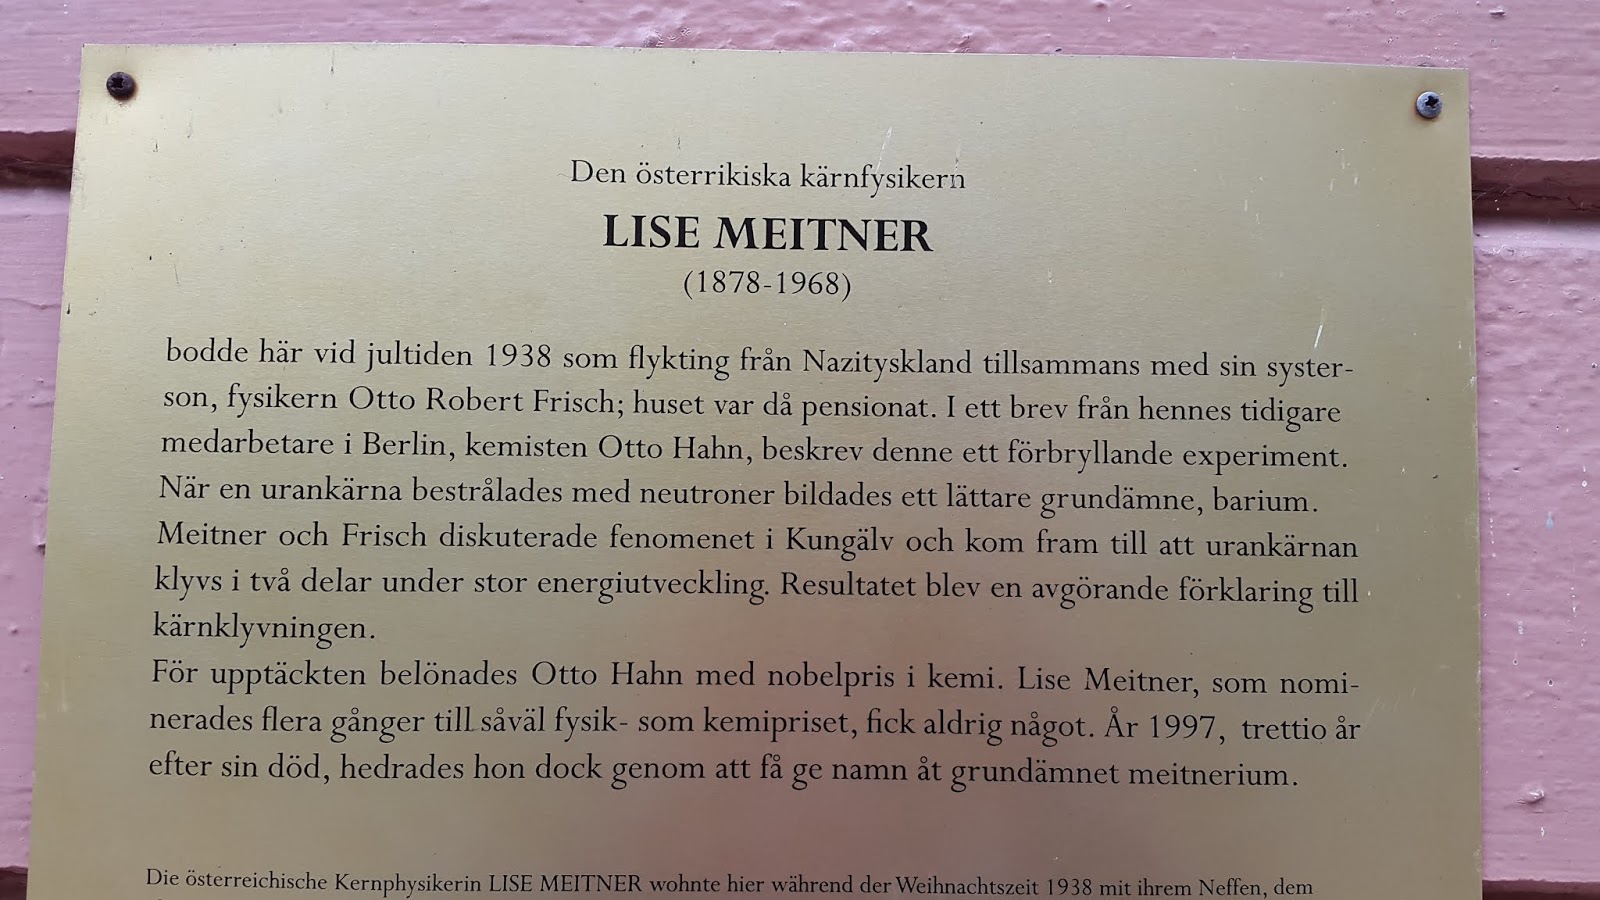 Den österrikiska kärnfysikern
LISE MEITNER
(1878-1968)
bodde här vid jultiden 1938 som flykting från Nazityskland tillsammans med sin syster-
son, fysikern Otto Robert Frisch; huset var då pensionat. I ett brev från hennes tidigare
medarbetare i Berlin, kemisten Otto Hahn, beskrev denne ett förbryllande experiment.
När en urankärna bestrålades med neutroner bildades ett lättare grundämne, barium.
Meitner och Frisch diskuterade fenomenet i Kungälv och kom fram till att urankärnan
klyvs i två delar under stor energiutveckling. Resultatet blev en avgörande förklaring till
kärnklyvningen.
För upptäckten belönades Otto Hahn med nobelpris i kemi. Lise Meitner, som nomi-
nerades flera gånger till såväl fysik- som kemipriset, fick aldrig något. År 1997, trettio år
efter sin död, hedrades hon dock genom att få ge namn åt grundämnet meitnerium.
Die österreichische Kernphysikerin LISE MEITNER wohnte hier während der Weihnachtszeit 1938 mit ihrem Neffen, dem